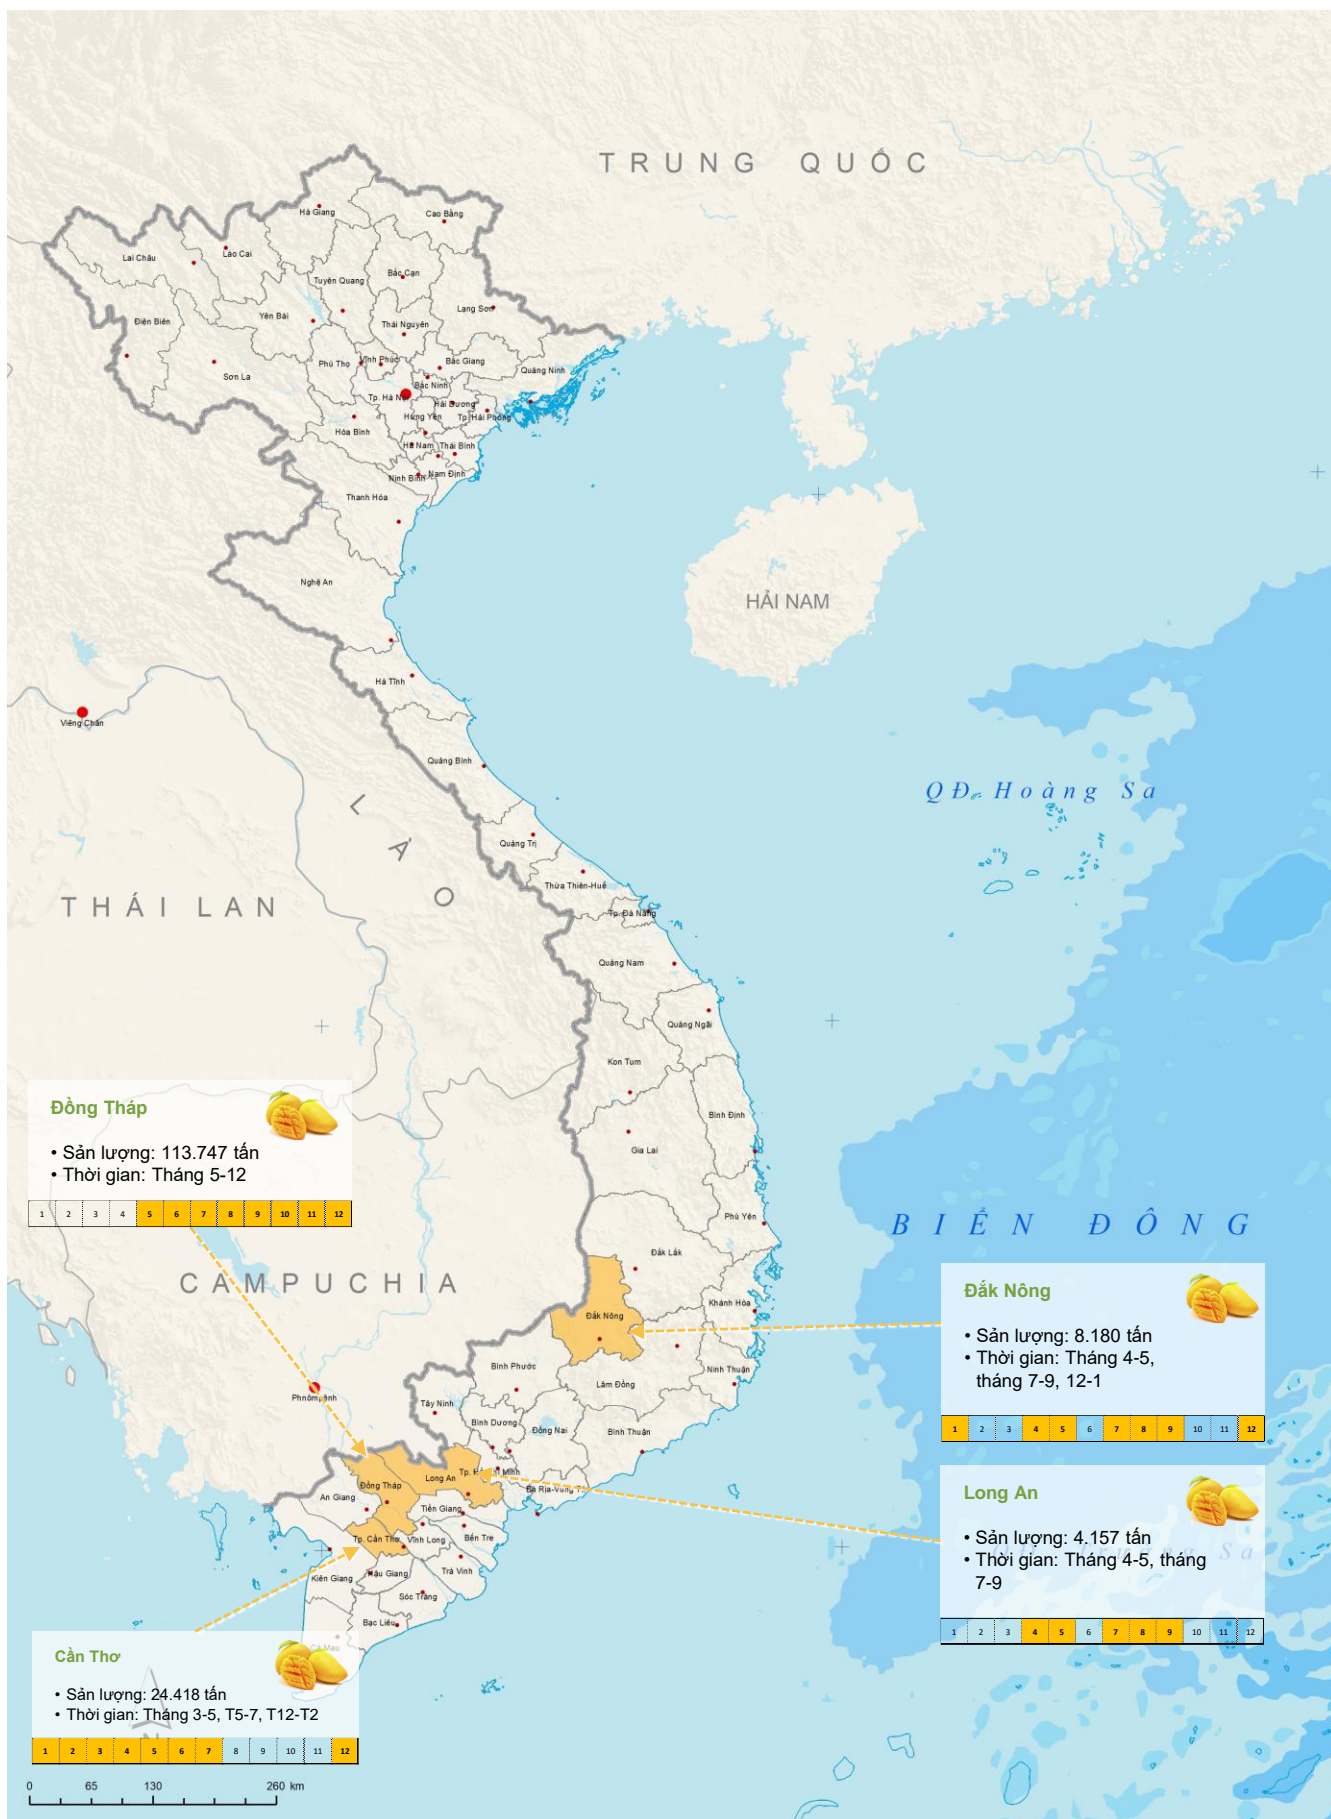 TRUNG QUỐC
Hà Giang
Cao Bằng
Lai Châu
Lào Cai
Bắc Cạn
Tuyên Quang
Lạng Sơn
Điện Biên
Yên Bái
Thái Nguyên
Phú Thọ
Vĩnh Phúc
Bắc Giang
Quảng Ninh
Sơn La
Bắc Ninh
Tp. Hà Nội
Hải Dương
Hưng Yên
Tp. Hải Phòng
Hòa Bình
Hà Nam
Thái Bình
Ninh Bình
Nam Định
Thanh Hóa
Nghệ An
HẢI NAM
Hà Tĩnh
Viêng Chăn
Quảng Bình
QĐ. Hoàng Sa
LÀO
Quảng Trị
THÁI LAN
Thừa Thiên-Huế
Tp. Đà Nẵng
Quảng Nam
Quảng Ngãi
Kon Tum
Đồng Tháp
• Sản lượng: 113.747 tấn
• Thời gian: Tháng 5-12
1 2 3 4 5 6 7 8 9 10 11 12
Bình Định
Gia Lai
Phú Yên
BIỂN ĐÔNG
Đắk Lắk
CAMPUCHIA
Đắk Nông
• Sản lượng: 8.180 tấn
• Thời gian: Tháng 4-5,
tháng 7-9, 12-1
1 2 3 4 5 6 7 8 9 10 11 12
Khánh Hòa
Đắk Nông
Bình Phước
Ninh Thuận
Lâm Đồng
Phnôm Pênh
Tây Ninh
Bình Dương
Đồng Nai
Bình Thuận
Long An
Tp. Hồ Chí Minh
Đồng Tháp
Bà Rịa-Vũng T
An Giang
Tiền Giang
Long An
• Sản lượng: 4.157 tấn
• Thời gian: Tháng 4-5, tháng
7-9
1 2 3 4 5 6 7 8 9 10 11 12
Sa
Tp. Cần Thơ
Vĩnh Long
Bến Tre
Kiên Giang
Hậu Giang
Trà Vinh
Sóc Trăng
Bạc Liêu
Cà Mau
Cần Thơ
• Sản lượng: 24.418 tấn
• Thời gian: Tháng 3-5, T5-7, T12-T2
N
1 2 3 4 5 6 7 8 9 10 11 12
0 65 130 260 km